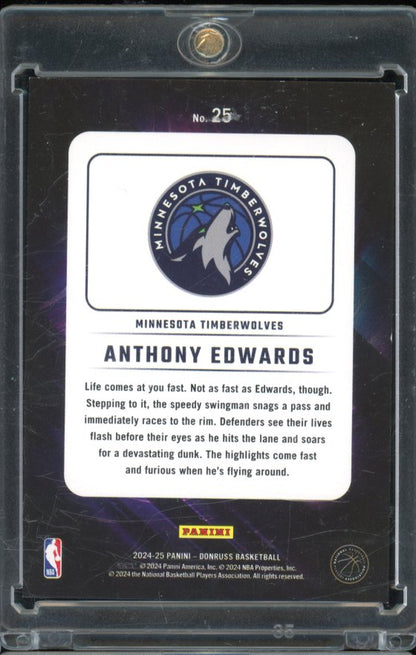 No. 25
MINNESOTA TIMBERWOLVES
MINNESOTA TIMBERWOLVES
ANTHONY EDWARDS
Life comes at you fast. Not as fast as Edwards, though.
Stepping to it, the speedy swingman snags a pass and
immediately races to the rim. Defenders see their lives
flash before their eyes as he hits the lane and soars
for a devastating dunk. The highlights come fast
and furious when he's flying around.
PANINI
2024-25 PANINI - DONRUSS BASKETBALL
© 2024 Panini America, Inc. © 2024 NBA Properties, Inc.
© 2024 the National Basketball Players Association. All rights reserved.
NBA
35